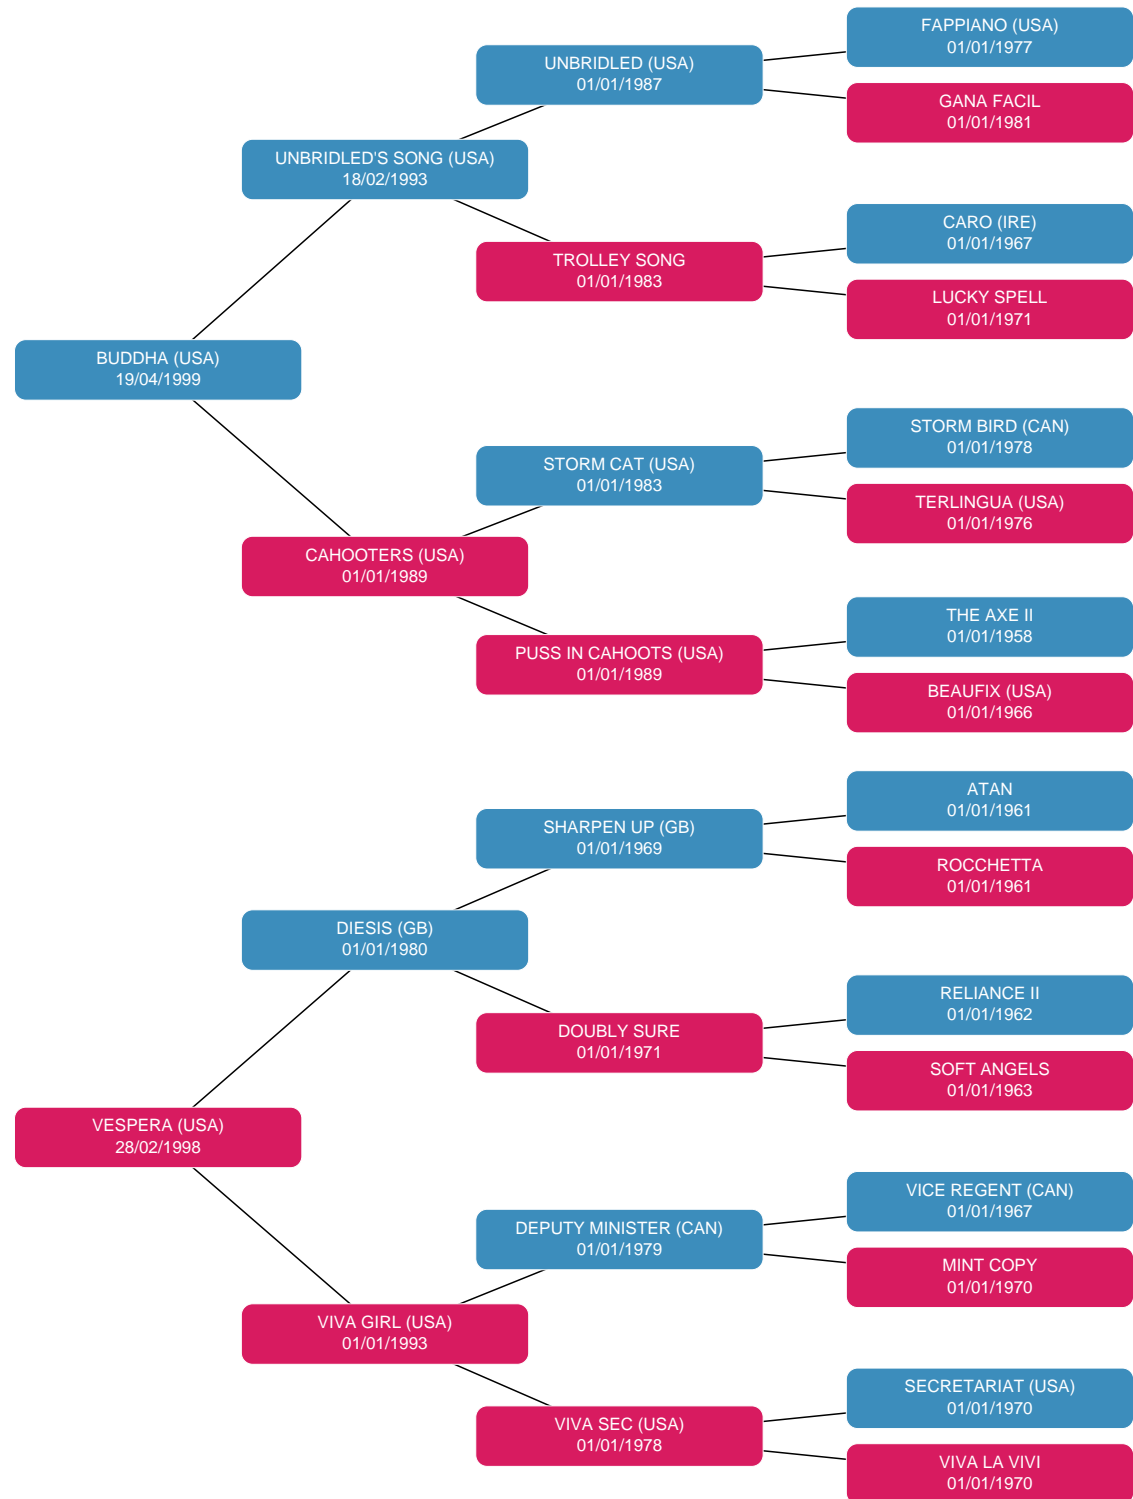 FAPPIANO (USA)
01/01/1977
UNBRIDLED (USA)
01/01/1987
GANA FACIL
01/01/1981
UNBRIDLED'S SONG (USA)
18/02/1993
CARO (IRE)
01/01/1967
TROLLEY SONG
01/01/1983
LUCKY SPELL
01/01/1971
BUDDHA (USA)
19/04/1999
STORM BIRD (CAN)
01/01/1978
STORM CAT (USA)
01/01/1983
TERLINGUA (USA)
01/01/1976
CAHOOTERS (USA)
01/01/1989
THE AXE II
01/01/1958
PUSS IN CAHOOTS (USA)
01/01/1989
BEAUFIX (USA)
01/01/1966
ATAN
01/01/1961
SHARPEN UP (GB)
01/01/1969
ROCCHETTA
01/01/1961
DIESIS (GB)
01/01/1980
RELIANCE II
01/01/1962
DOUBLY SURE
01/01/1971
SOFT ANGELS
01/01/1963
VESPERA (USA)
28/02/1998
VICE REGENT (CAN)
01/01/1967
DEPUTY MINISTER (CAN)
01/01/1979
MINT COPY
01/01/1970
VIVA GIRL (USA)
01/01/1993
SECRETARIAT (USA)
01/01/1970
VIVA SEC (USA)
01/01/1978
VIVA LA VIVI
01/01/1970